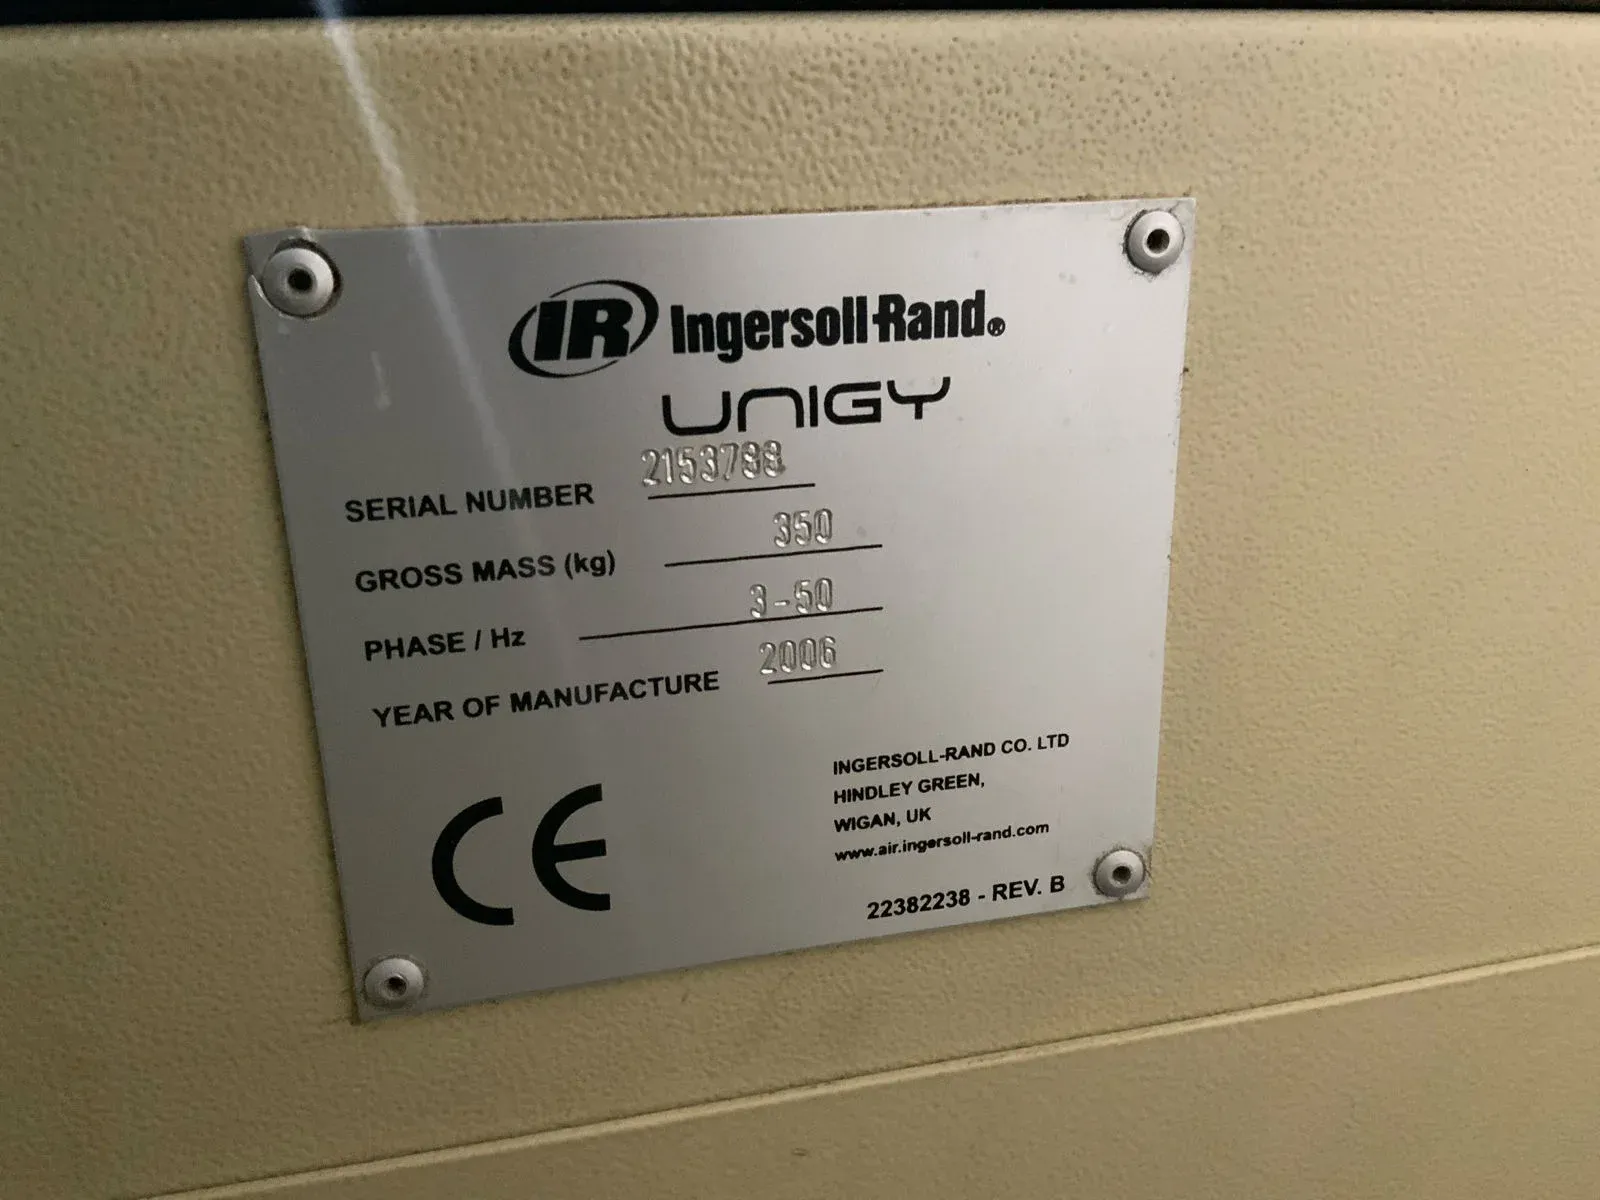 IR Ingersoll-Rand®
UNIGY
SERIAL NUMBER 2153788
GROSS MASS (kg) 350
PHASE / Hz 3-50
YEAR OF MANUFACTURE 2006
CE
INGERSOLL-RAND CO. LTD
HINDLEY GREEN,
WIGAN, UK
www.air.ingersoll-rand.com
22382238 - REV. B